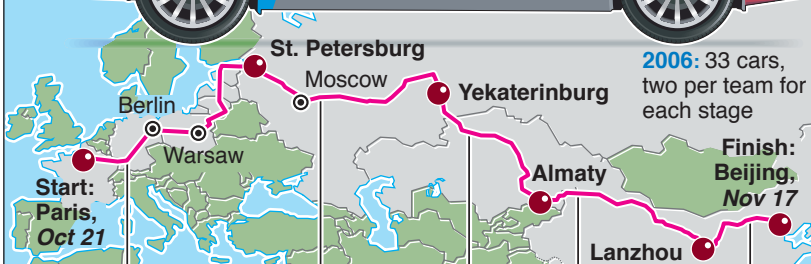 St. Petersburg
Moscow
Yekaterinburg
2006: 33 cars,
two per team for
each stage
Berlin
Warsaw
Start:
Paris,
Oct 21
Almaty
Finish:
Beijing,
Nov 17
Lanzhou